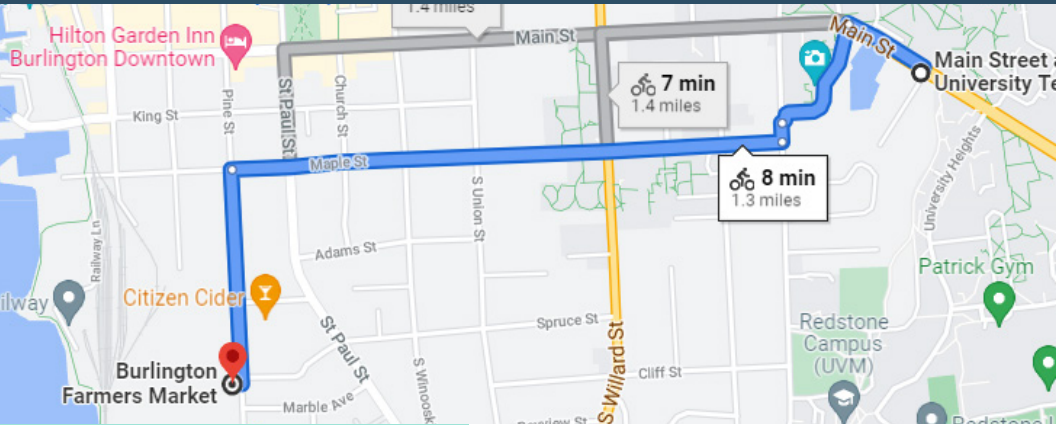 1.4 miles
Hilton Garden Inn
Burlington Downtown
Main St
Main St
Main Street a
University Te
7 min
1.4 miles
Pine St
St Paul St
Church St
King St
Maple St
8 min
1.3 miles
S Union St
University Heights
Railway Ln
Adams St
Patrick Gym
ilway
Citizen Cider
Spruce St
St Paul St
S Willard St
Redstone
Campus
(UVM)
Burlington
Farmers Market
S Winoosk
Cliff St
Marble Ave